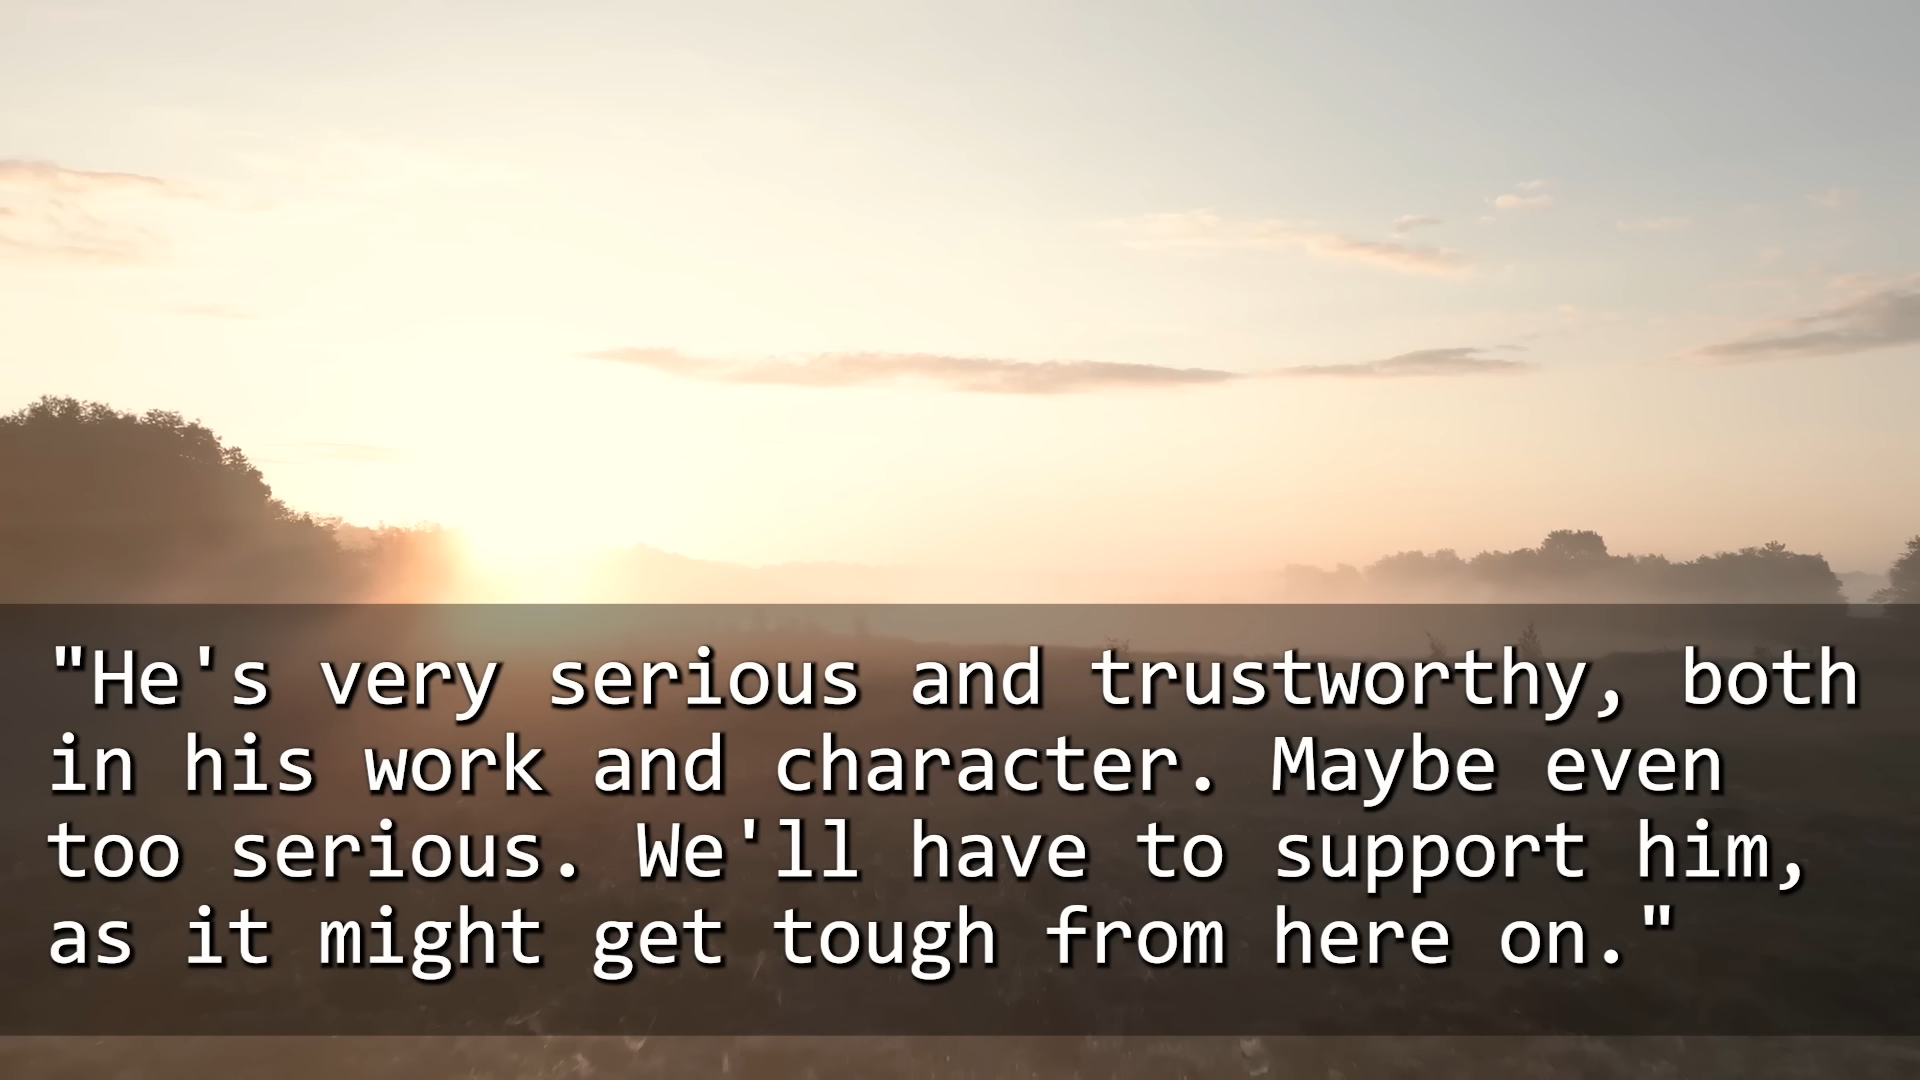 "He's very serious and trustworthy, both
in his work and character. Maybe even
too serious. We'll have to support him,
as it might get tough from here on."